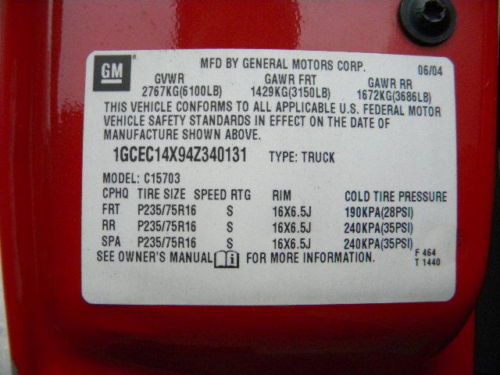 GM
MFD BY GENERAL MOTORS CORP. 06/04
GVWR GAWR FRT GAWR RR
2767KG(6100LB) 1429KG(3150LB) 1672KG(3686LB)
THIS VEHICLE CONFORMS TO ALL APPLICABLE U.S. FEDERAL MOTOR
VEHICLE SAFETY STANDARDS IN EFFECT ON THE DATE OF
MANUFACTURE SHOWN ABOVE.
1GCEC14X94Z340131 TYPE: TRUCK
MODEL: C15703
CPHQ TIRE SIZE SPEED RTG RIM COLD TIRE PRESSURE
FRT P235/75R16 S 16X6.5J 190KPA(28PSI)
RR P235/75R16 S 16X6.5J 240KPA(35PSI)
SPA P235/75R16 S 16X6.5J 240KPA(35PSI)
SEE OWNER'S MANUAL i FOR MORE INFORMATION.
F 464
T 1440